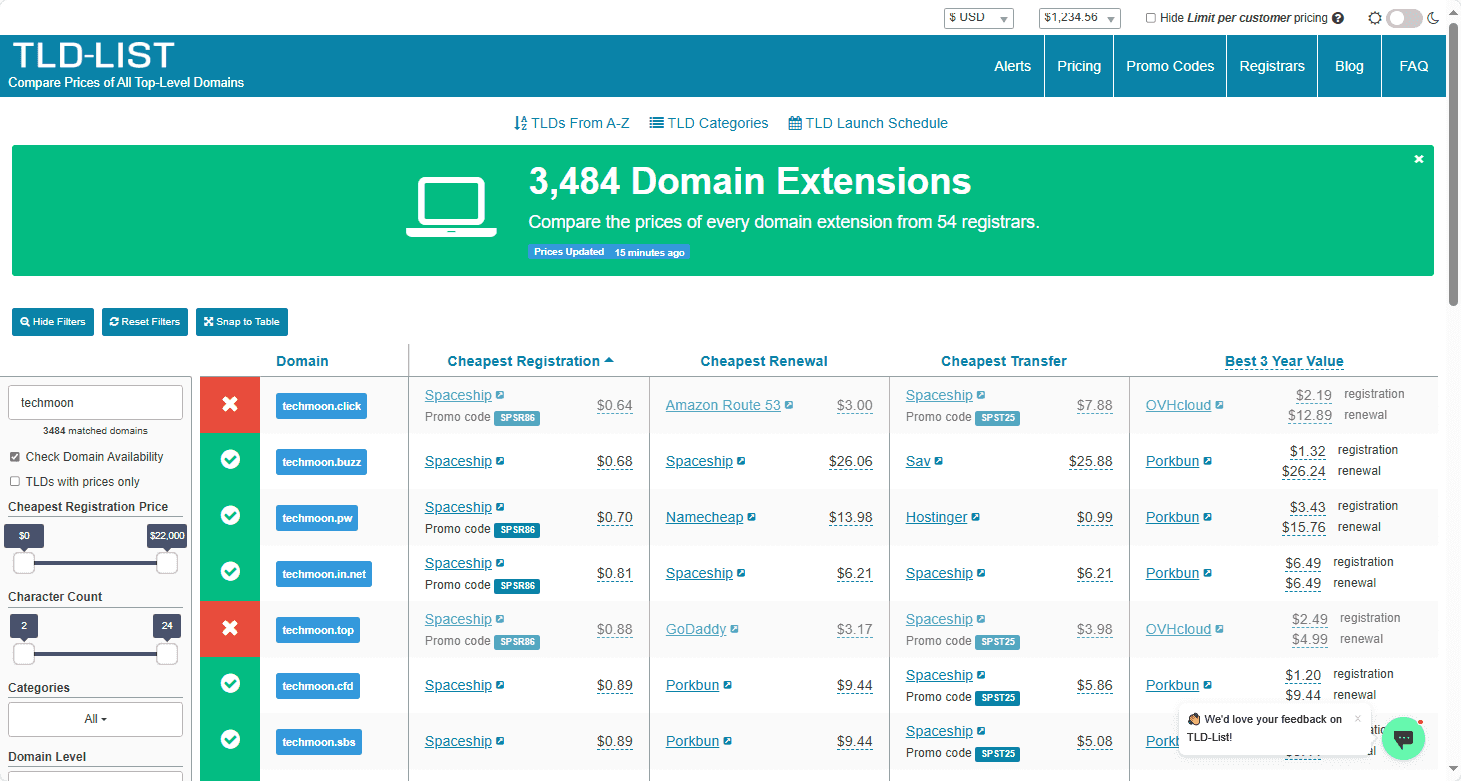 $ USD
$1,234.56
Hide Limit per customer pricing
TLD-LIST
Compare Prices of All Top-Level Domains
Alerts
Pricing
Promo Codes
Registrars
Blog
FAQ
TLDs From A-Z
TLD Categories
TLD Launch Schedule
3,484 Domain Extensions
Compare the prices of every domain extension from 54 registrars.
Prices Updated 15 minutes ago
Hide Filters
Reset Filters
Snap to Table
Domain Cheapest Registration Cheapest Renewal Cheapest Transfer Best 3 Year Value
techmoon
3484 matched domains
Check Domain Availability
TLDs with prices only
Cheapest Registration Price
$0 $22,000
Character Count
2 24
Categories
All
Domain Level
techmoon.click
Spaceship
Promo code SPSR86
$0.64
Amazon Route 53 $3.00
Spaceship
Promo code SPST25
$7.88
OVHcloud
$2.19 registration
$12.89 renewal
techmoon.buzz
Spaceship $0.68
Spaceship $26.06
Sav $25.88
Porkbun
$1.32 registration
$26.24 renewal
techmoon.pw
Spaceship
Promo code SPSR86
$0.70
Namecheap $13.98
Hostinger $0.99
Porkbun
$3.43 registration
$15.76 renewal
techmoon.in.net
Spaceship
Promo code SPSR86
$0.81
Spaceship $6.21
Spaceship $6.21
Porkbun
$6.49 registration
$6.49 renewal
techmoon.top
Spaceship
Promo code SPSR86
$0.88
GoDaddy $3.17
Spaceship
Promo code SPST25
$3.98
OVHcloud
$2.49 registration
$4.99 renewal
techmoon.cfd
Spaceship $0.89
Porkbun $9.44
Spaceship
Promo code SPST25
$5.86
Porkbun
$1.20 registration
$9.44 renewal
techmoon.sbs
Spaceship $0.89
Porkbun $9.44
Spaceship
Promo code SPST25
$5.08
We'd love your feedback on
TLD-List!